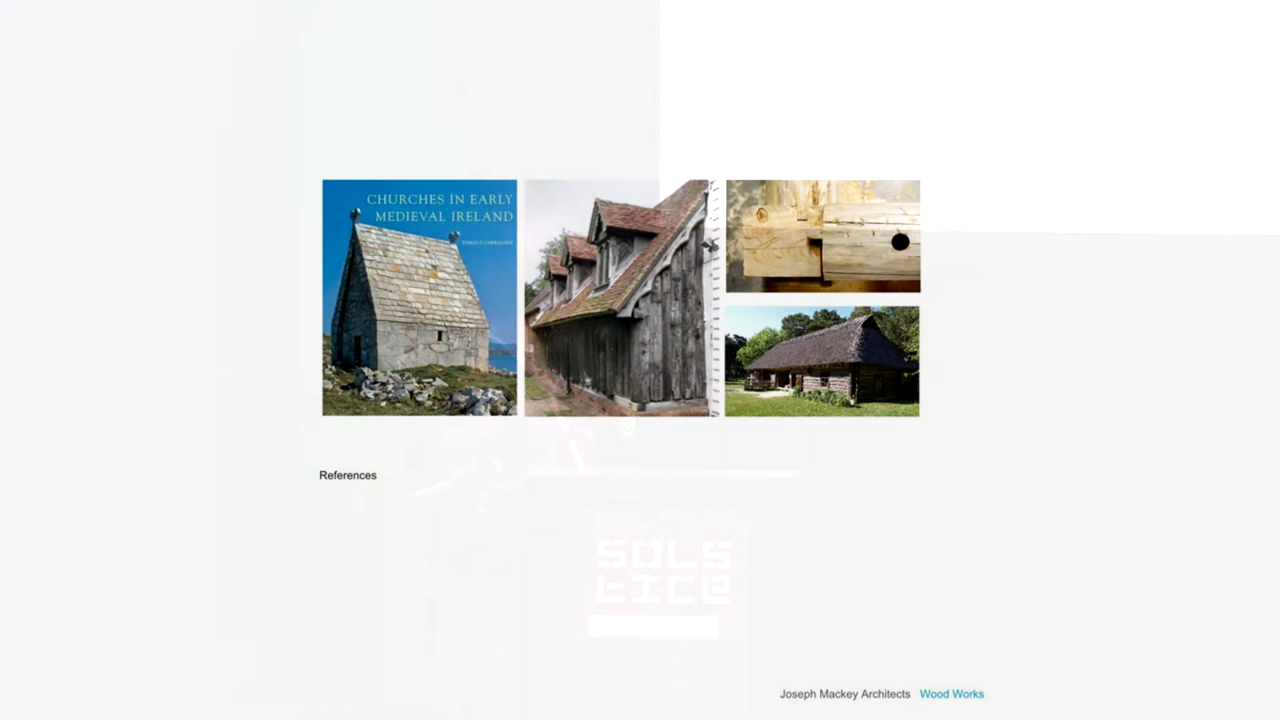 CHURCHES IN EARLY
MEDIEVAL IRELAND
References
SOLS
tICE
Joseph Mackey Architects Wood Works